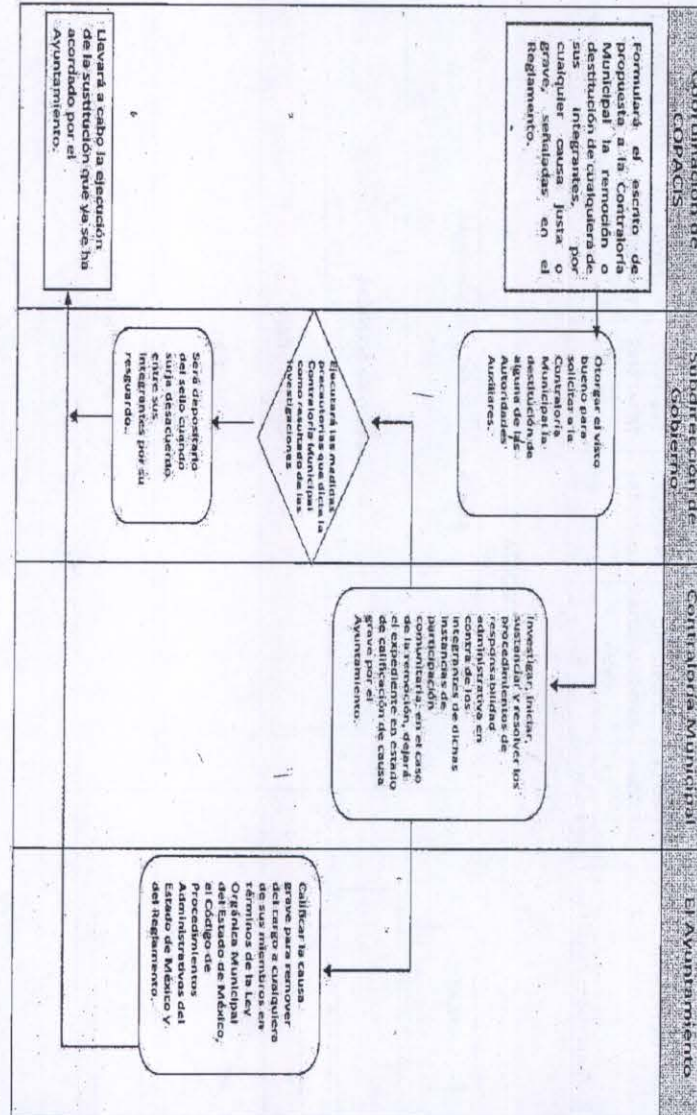 COPACIS
Subdirección de
Gobierno
Contraloría Municipal
El Ayuntamiento
Formulará el escrito de
propuesta a la Contraloría
Municipal la remoción o
destitución de cualquiera de
sus integrantes, por
cualquier causa justa o
grave, señaladas en el
Reglamento.
Otorgar el visto
bueno para
solicitar a la
Contraloría
Municipal la
destitución de
alguna de las
Autoridades
Auxiliares.
Investigar, iniciar,
sustanciar y resolver los
procedimientos de
responsabilidad
administrativa en
contra de los
integrantes de dichas
instancias de
participación
comunitaria; en el caso
de la remoción, dejará
el expediente en estado
de calificación de causa
grave por el
Ayuntamiento.
Calificar la causa
grave para remover
del cargo a cualquiera
de sus miembros en
términos de la Ley
Orgánica Municipal
del Estado de México,
el Código de
Procedimientos
Administrativos del
Estado de México y
del Reglamento.
Ejecutará las medidas
precautorias que dicta la
Contraloría Municipal
como resultado de las
investigaciones
Será depositario
del sello cuando
surja desacuerdo
entre sus
integrantes por su
resguardo..
Llevará a cabo la ejecución
de la sustitución que ya se ha
acordado por el
Ayuntamiento.